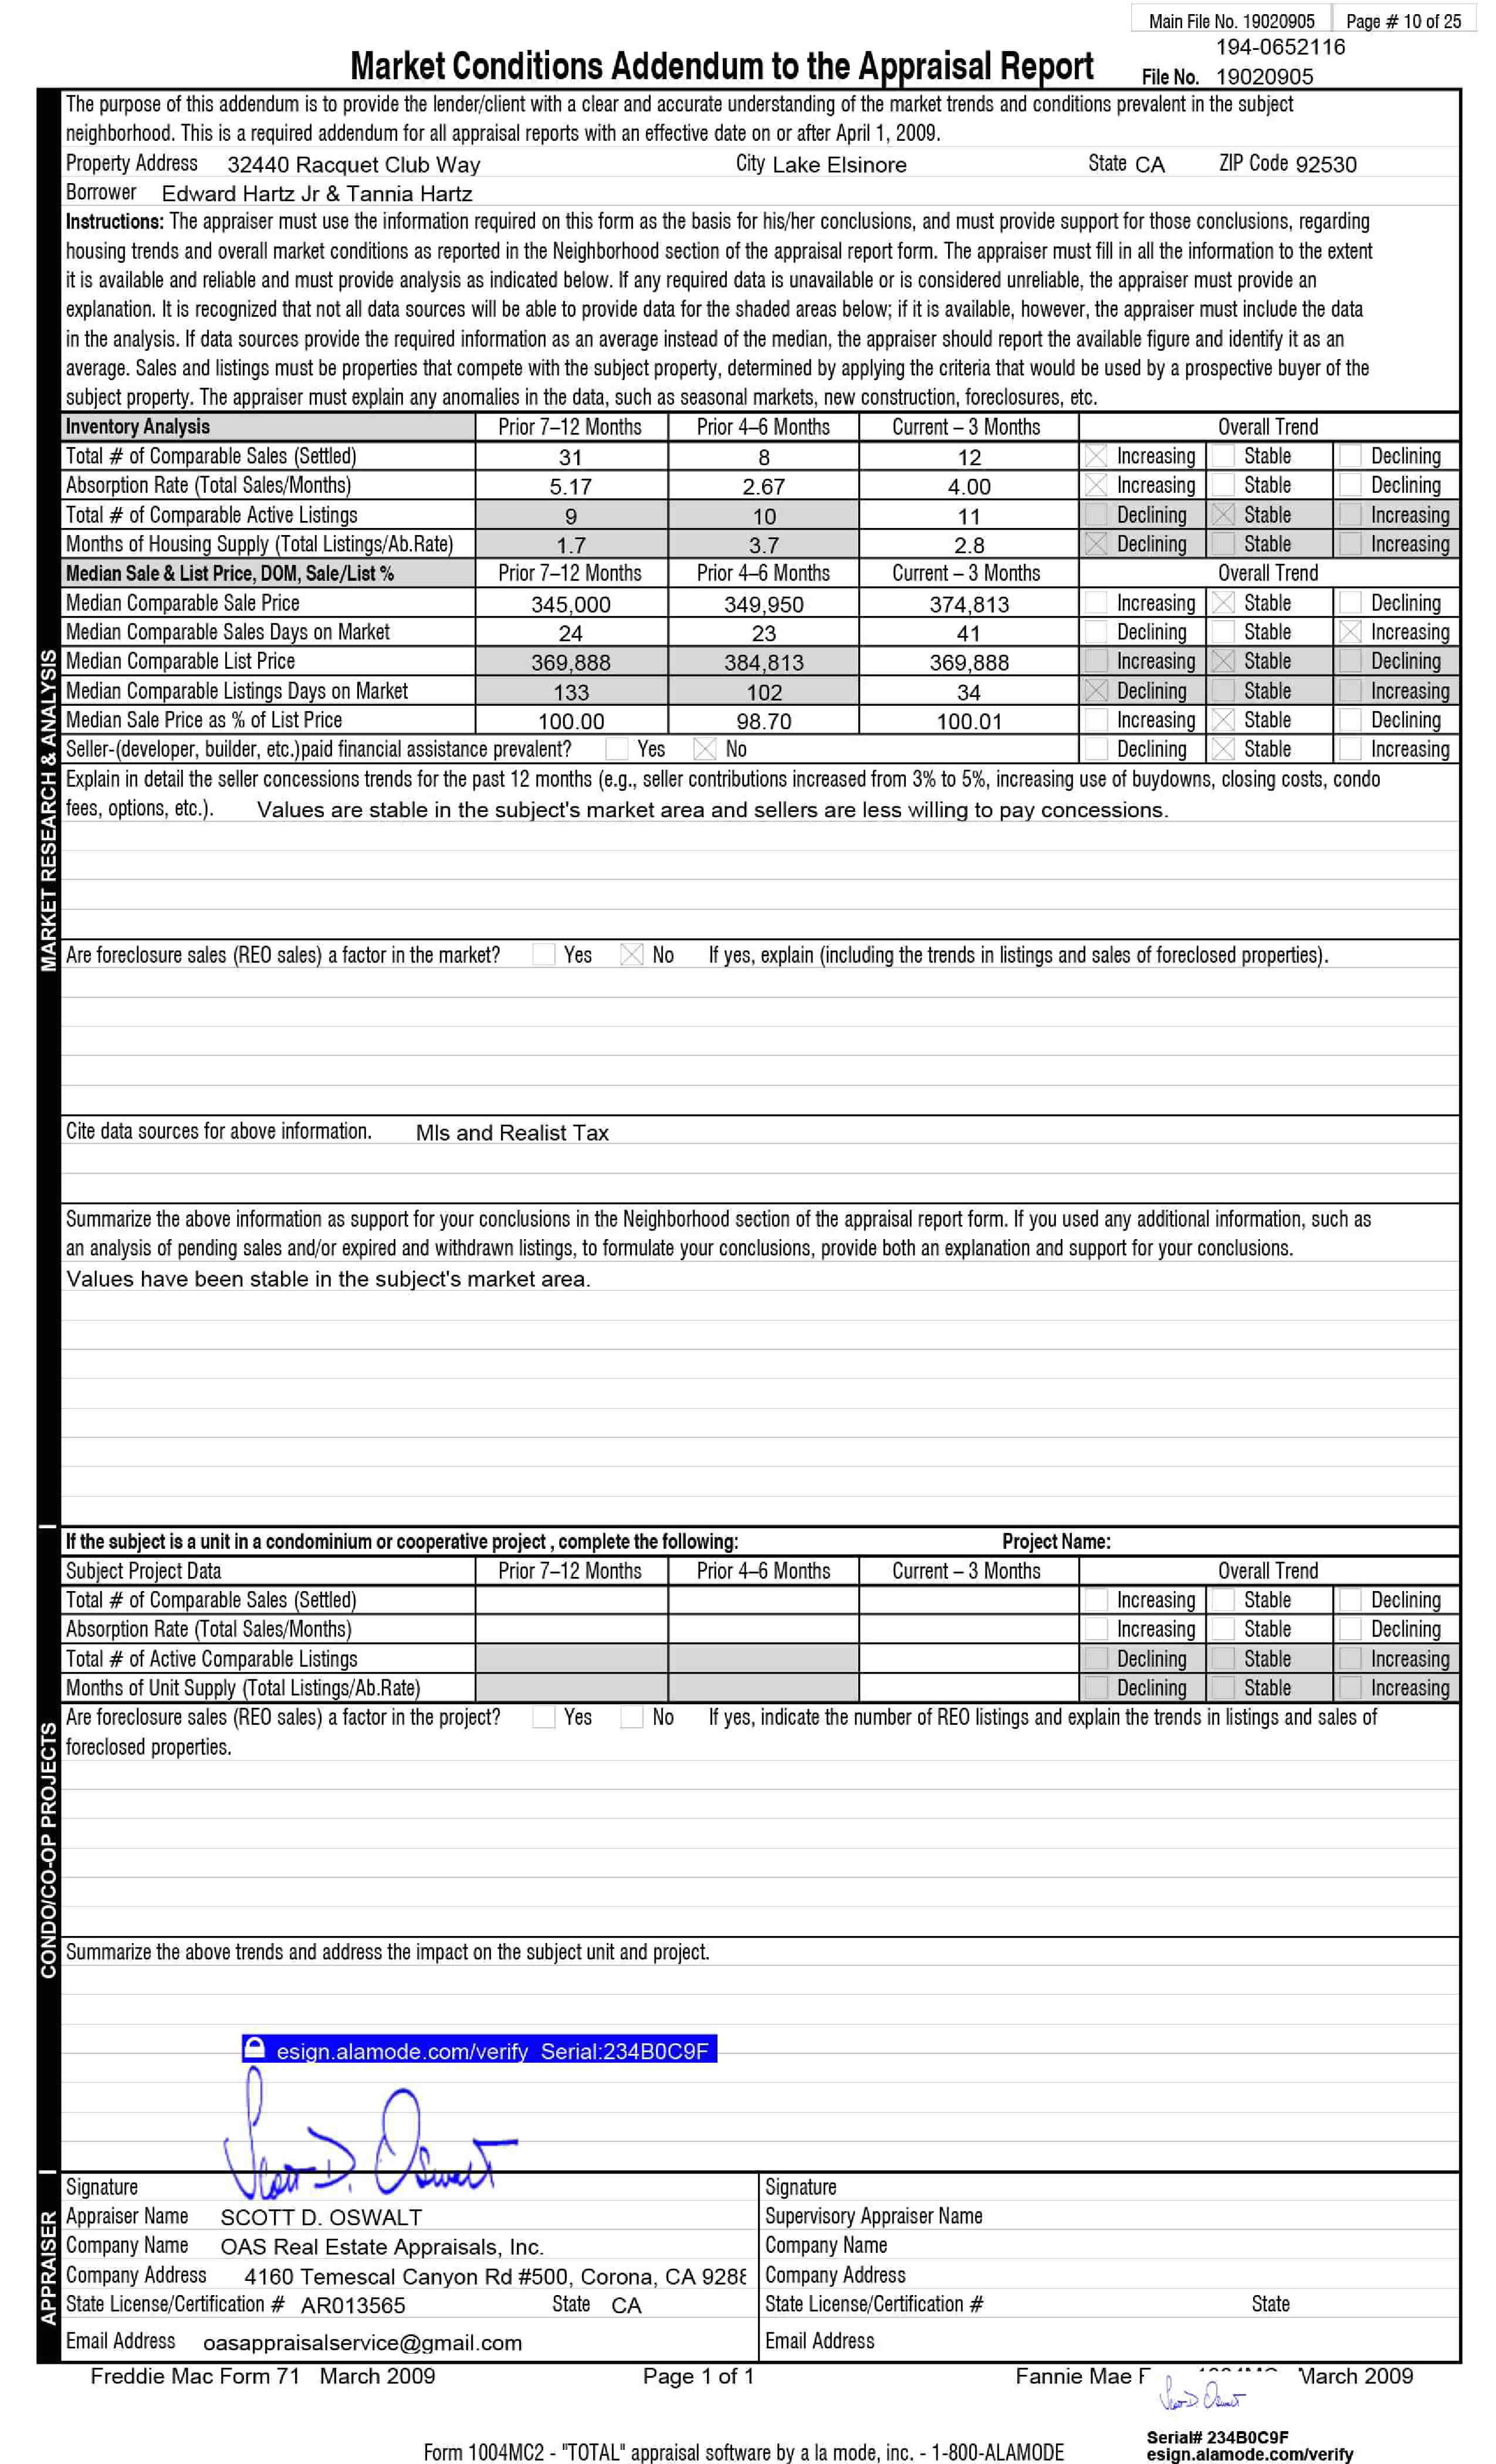 Main File No. 19020905 Page # 10 of 25
194-0652116
Market Conditions Addendum to the Appraisal Report File No. 19020905
The purpose of this addendum is to provide the lender/client with a clear and accurate understanding of the market trends and conditions prevalent in the subject
neighborhood. This is a required addendum for all appraisal reports with an effective date on or after April 1, 2009.
Property Address 32440 Racquet Club Way City Lake Elsinore State CA ZIP Code 92530
Borrower Edward Hartz Jr & Tannia Hartz
Instructions: The appraiser must use the information required on this form as the basis for his/her conclusions, and must provide support for those conclusions, regarding
housing trends and overall market conditions as reported in the Neighborhood section of the appraisal report form. The appraiser must fill in all the information to the extent
it is available and reliable and must provide analysis as indicated below. If any required data is unavailable or is considered unreliable, the appraiser must provide an
explanation. It is recognized that not all data sources will be able to provide data for the shaded areas below; if it is available, however, the appraiser must include the data
in the analysis. If data sources provide the required information as an average instead of the median, the appraiser should report the available figure and identify it as an
average. Sales and listings must be properties that compete with the subject property, determined by applying the criteria that would be used by a prospective buyer of the
subject property. The appraiser must explain any anomalies in the data, such as seasonal markets, new construction, foreclosures, etc.
MARKET RESEARCH & ANALYSIS
Inventory Analysis Prior 7–12 Months Prior 4–6 Months Current – 3 Months Overall Trend
Total # of Comparable Sales (Settled) 31 8 12 Increasing Stable Declining
Absorption Rate (Total Sales/Months) 5.17 2.67 4.00 Increasing Stable Declining
Total # of Comparable Active Listings 9 10 11 Declining Stable Increasing
Months of Housing Supply (Total Listings/Ab.Rate) 1.7 3.7 2.8 Declining Stable Increasing
Median Sale & List Price, DOM, Sale/List % Prior 7–12 Months Prior 4–6 Months Current – 3 Months Overall Trend
Median Comparable Sale Price 345,000 349,950 374,813 Increasing Stable Declining
Median Comparable Sales Days on Market 24 23 41 Declining Stable Increasing
Median Comparable List Price 369,888 384,813 369,888 Increasing Stable Declining
Median Comparable Listings Days on Market 133 102 34 Declining Stable Increasing
Median Sale Price as % of List Price 100.00 98.70 100.01 Increasing Stable Declining
Seller-(developer, builder, etc.)paid financial assistance prevalent? Yes No Declining Stable Increasing
Explain in detail the seller concessions trends for the past 12 months (e.g., seller contributions increased from 3% to 5%, increasing use of buydowns, closing costs, condo
fees, options, etc.). Values are stable in the subject's market area and sellers are less willing to pay concessions.
Are foreclosure sales (REO sales) a factor in the market? Yes No If yes, explain (including the trends in listings and sales of foreclosed properties).
Cite data sources for above information. Mls and Realist Tax
Summarize the above information as support for your conclusions in the Neighborhood section of the appraisal report form. If you used any additional information, such as
an analysis of pending sales and/or expired and withdrawn listings, to formulate your conclusions, provide both an explanation and support for your conclusions.
Values have been stable in the subject's market area.
CONDO/CO-OP PROJECTS
If the subject is a unit in a condominium or cooperative project , complete the following: Project Name:
Subject Project Data Prior 7–12 Months Prior 4–6 Months Current – 3 Months Overall Trend
Total # of Comparable Sales (Settled) Increasing Stable Declining
Absorption Rate (Total Sales/Months) Increasing Stable Declining
Total # of Active Comparable Listings Declining Stable Increasing
Months of Unit Supply (Total Listings/Ab.Rate) Declining Stable Increasing
Are foreclosure sales (REO sales) a factor in the project? Yes No If yes, indicate the number of REO listings and explain the trends in listings and sales of
foreclosed properties.
Summarize the above trends and address the impact on the subject unit and project.
esign.alamode.com/verify Serial:234B0C9F
Scott D. Oswalt
APPRAISER
Signature Signature
Appraiser Name SCOTT D. OSWALT Supervisory Appraiser Name
Company Name OAS Real Estate Appraisals, Inc. Company Name
Company Address 4160 Temescal Canyon Rd #500, Corona, CA 9288 Company Address
State License/Certification # AR013565 State CA State License/Certification # State
Email Address oasappraisalservice@gmail.com Email Address
Freddie Mac Form 71 March 2009 Page 1 of 1 Fannie Mae March 2009
Scott D. Oswalt
Serial# 234B0C9F
Form 1004MC2 - "TOTAL" appraisal software by a la mode, inc. - 1-800-ALAMODE esign.alamode.com/verify